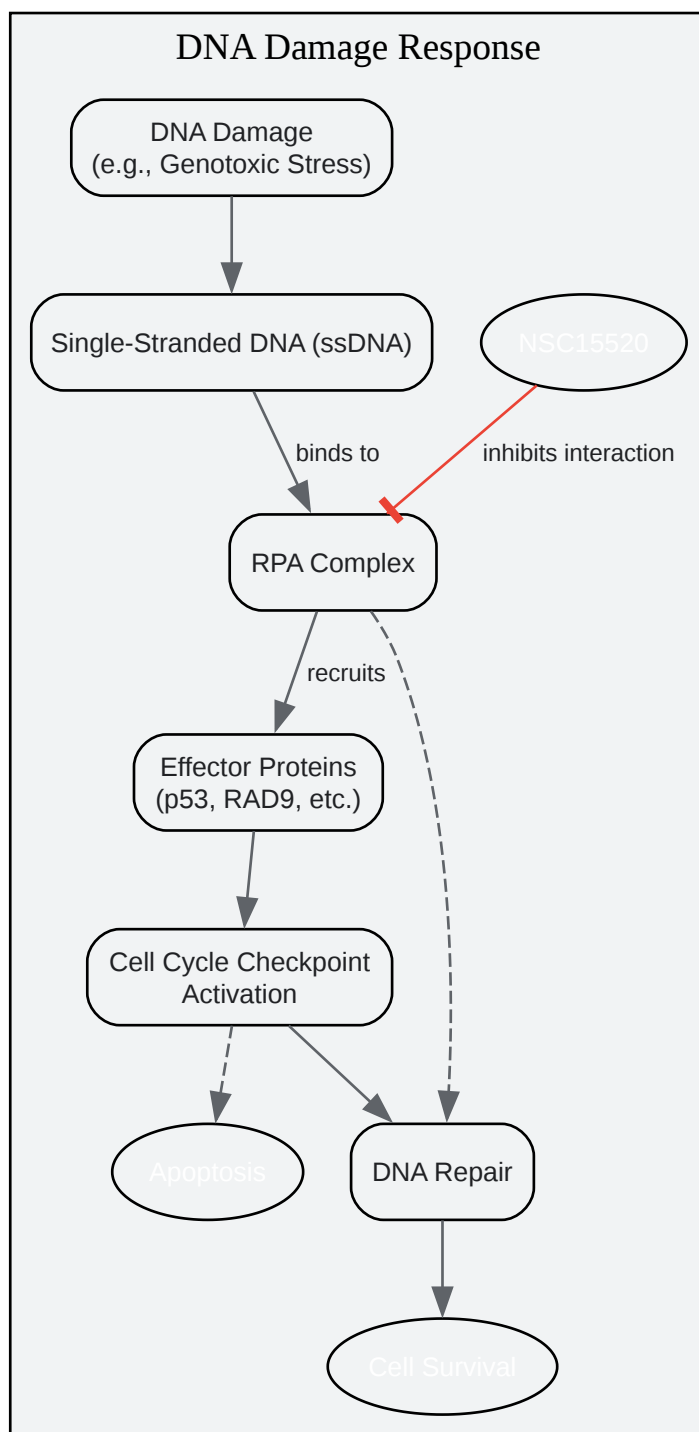 DNA Damage Response
DNA Damage
(e.g., Genotoxic Stress)
Single-Stranded DNA (ssDNA)
NSC15520
binds to
inhibits interaction
RPA Complex
recruits
Effector Proteins
(p53, RAD9, etc.)
Cell Cycle Checkpoint
Activation
Apoptosis
DNA Repair
Cell Survival